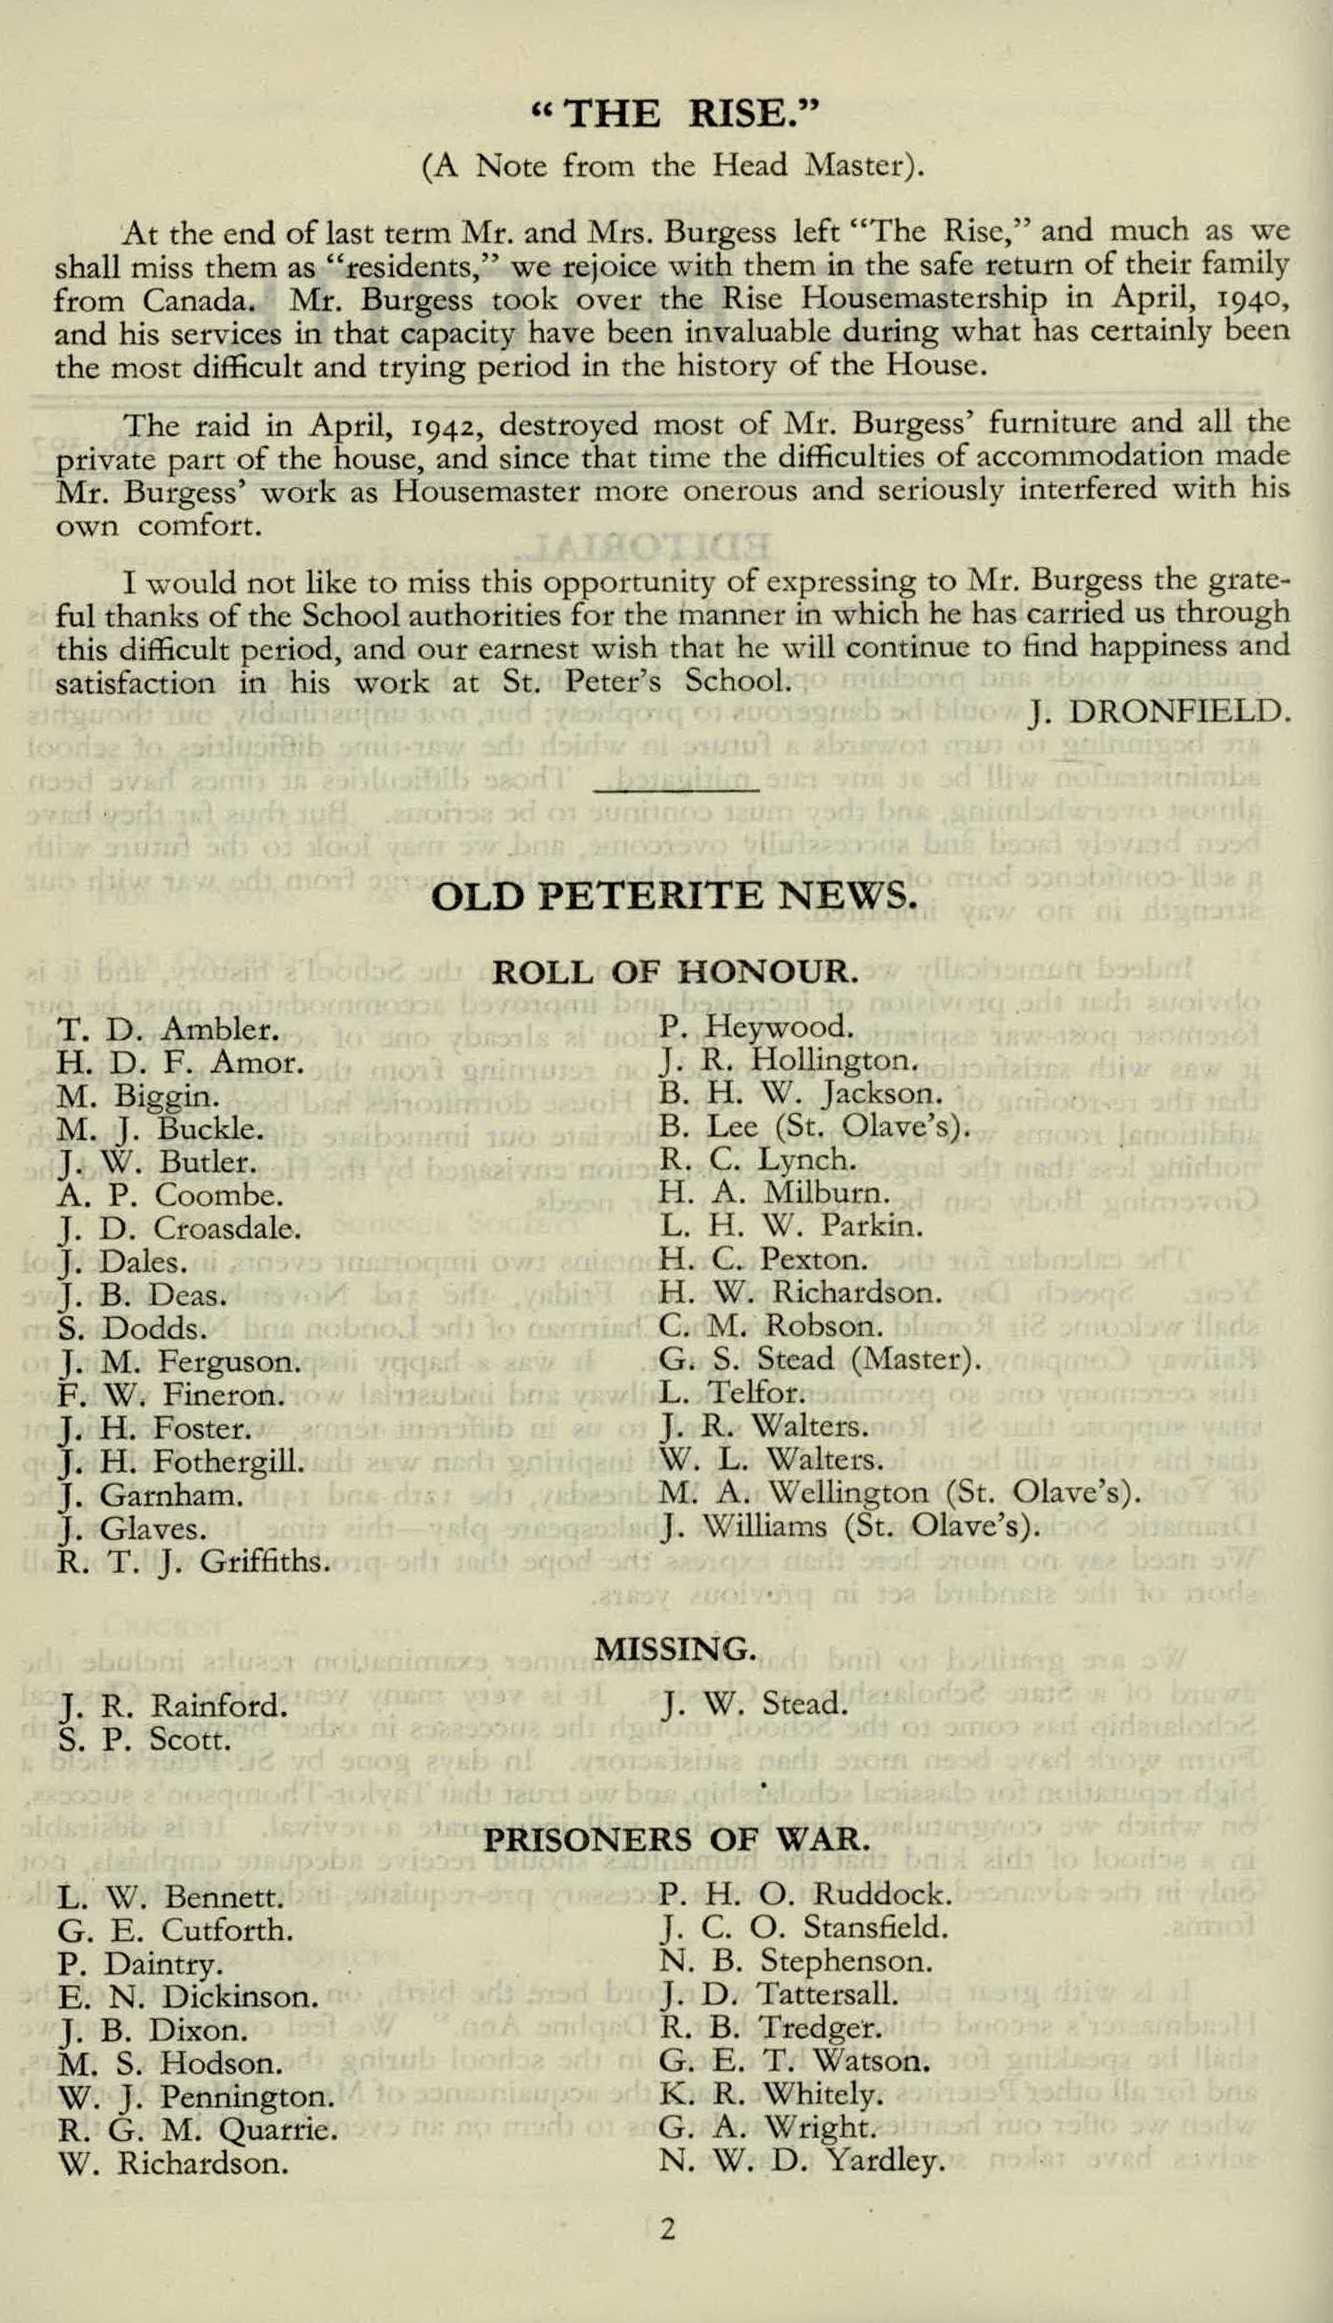 “THE RISE.”
(A Note from the Head Master).
At the end of last term Mr. and Mrs. Burgess left “The Rise,” and much as we
shall miss them as “residents,” we rejoice with them in the safe return of their family
from Canada. Mr. Burgess took over the Rise Housemastership in April, 1940,
and his services in that capacity have been invaluable during what has certainly been
the most difficult and trying period in the history of the House.
The raid in April, 1942, destroyed most of Mr. Burgess’ furniture and all the
private part of the house, and since that time the difficulties of accommodation made
Mr. Burgess’ work as Housemaster more onerous and seriously interfered with his
own comfort.
I would not like to miss this opportunity of expressing to Mr. Burgess the grate-
ful thanks of the School authorities for the manner in which he has carried us through
this difficult period, and our earnest wish that he will continue to find happiness and
satisfaction in his work at St. Peter’s School.
J. DRONFIELD.
OLD PETERITE NEWS.
ROLL OF HONOUR.
T. D. Ambler.
H. D. F. Amor.
M. Biggin.
M. J. Buckle.
J. W. Butler.
A. P. Coombe.
J. D. Croasdale.
J. Dales.
J. B. Deas.
S. Dodds.
J. M. Ferguson.
F. W. Fineron.
J. H. Foster.
J. H. Fothergill.
J. Garnham.
J. Glaves.
R. T. J. Griffiths.
P. Heywood.
J. R. Hollington.
B. H. W. Jackson.
B. Lee (St. Olave’s).
R. C. Lynch.
H. A. Milburn.
L. H. W. Parkin.
H. C. Pexton.
H. W. Richardson.
C. M. Robson.
G. S. Stead (Master).
L. Telfor.
J. R. Walters.
W. L. Walters.
M. A. Wellington (St. Olave’s).
J. Williams (St. Olave’s).
MISSING.
J. R. Rainford.
S. P. Scott.
J. W. Stead.
PRISONERS OF WAR.
L. W. Bennett.
G. E. Cutforth.
P. Daintry.
E. N. Dickinson.
J. B. Dixon.
M. S. Hodson.
W. J. Pennington.
R. G. M. Quarrie.
W. Richardson.
P. H. O. Ruddock.
J. C. O. Stansfield.
N. B. Stephenson.
J. D. Tattersall.
R. B. Tredger.
G. E. T. Watson.
K. R. Whitely.
G. A. Wright.
N. W. D. Yardley.
2